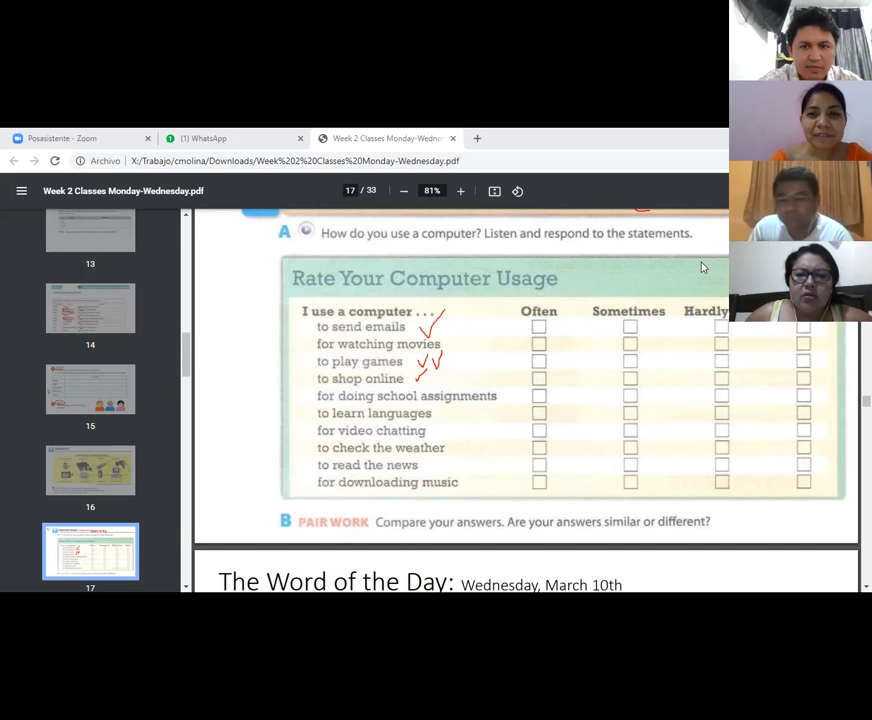 Posasistente - Zoom
(1) WhatsApp
Week 2 Classes Monday-Wednes
Archivo
X:/Trabajo/cmolina/Downloads/Week%202%20Classes%20Monday-Wednesday.pdf
Week 2 Classes Monday-Wednesday.pdf
17 / 33
81%
13
14
15
16
17
A How do you use a computer? Listen and respond to the statements.
Rate Your Computer Usage
I use a computer . . . Often Sometimes Hardly
to send emails
for watching movies
to play games
to shop online
for doing school assignments
to learn languages
for video chatting
to check the weather
to read the news
for downloading music
B PAIR WORK Compare your answers. Are your answers similar or different?
The Word of the Day: Wednesday, March 10th